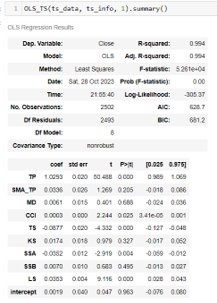 1 OLS_TS(ts_data, ts_info, 1).summary()
OLS Regression Results
Dep. Variable: Close R-squared: 0.994
Model: OLS Adj. R-squared: 0.994
Method: Least Squares F-statistic: 5.261e+04
Date: Sat, 28 Oct 2023 Prob (F-statistic): 0.00
Time: 21:55:40 Log-Likelihood: -305.37
No. Observations: 2502 AIC: 628.7
Df Residuals: 2493 BIC: 681.2
Df Model: 8
Covariance Type: nonrobust
coef std err t P>|t| [0.025 0.975]
TP 1.0293 0.020 50.488 0.000 0.989 1.069
SMA_TP 0.0336 0.026 1.269 0.205 -0.018 0.086
MD 0.0061 0.015 0.401 0.688 -0.024 0.036
CCI 0.0003 0.000 2.244 0.025 3.41e-05 0.001
TS -0.0877 0.020 -4.332 0.000 -0.127 -0.048
KS 0.0174 0.018 0.979 0.327 -0.017 0.052
SSA -0.0352 0.012 -2.919 0.004 -0.059 -0.012
SSB 0.0070 0.010 0.683 0.495 -0.013 0.027
LS 0.0353 0.004 9.116 0.000 0.028 0.043
intercept 0.0019 0.040 0.047 0.963 -0.076 0.080